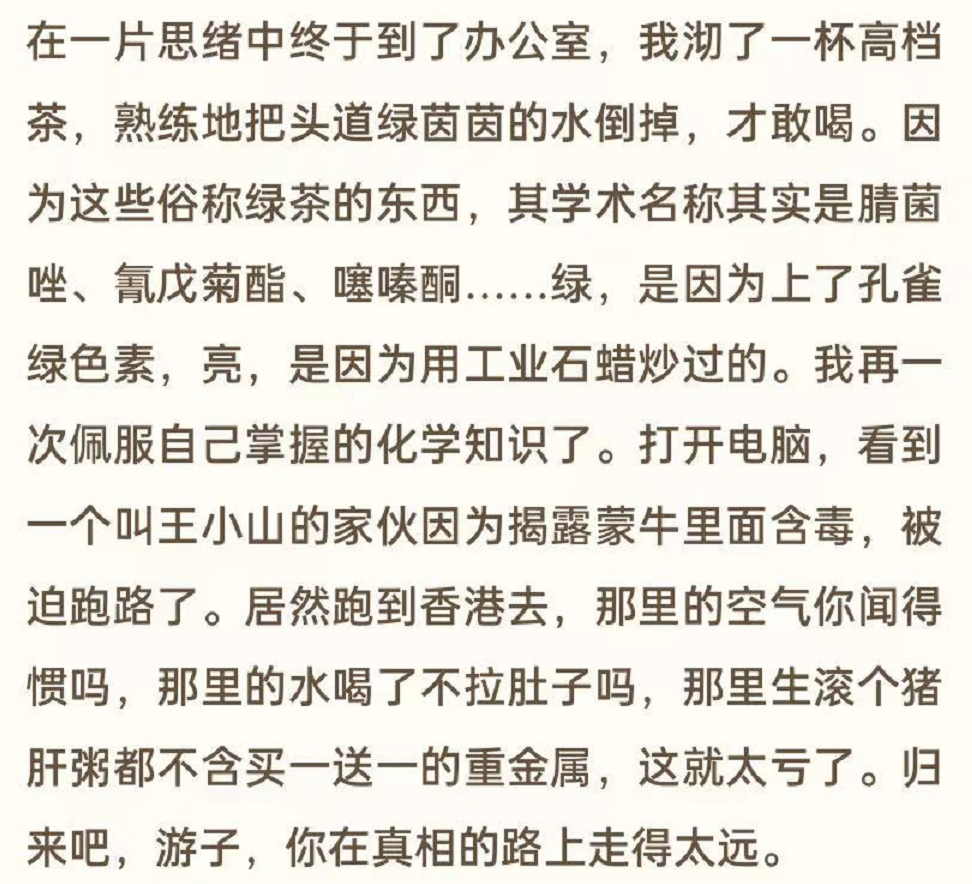 在一片思绪中终于到了办公室，我沏了一杯高档
茶，熟练地把头道绿茵茵的水倒掉，才敢喝。因
为这些俗称绿茶的东西，其学术名称其实是腈菌
唑、氰戊菊酯、噻嗪酮……绿，是因为上了孔雀
绿色素，亮，是因为用工业石蜡炒过的。我再一
次佩服自己掌握的化学知识了。打开电脑，看到
一个叫王小山的家伙因为揭露蒙牛里面含毒，被
迫跑路了。居然跑到香港去，那里的空气你闻得
惯吗，那里的水喝了不拉肚子吗，那里生滚个猪
肝粥都不含买一送一的重金属，这就太亏了。归
来吧，游子，你在真相的路上走得太远。